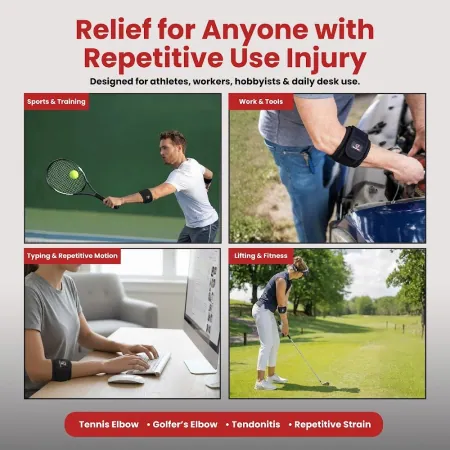 Relief for Anyone with
Repetitive Use Injury
Designed for athletes, workers, hobbyists & daily desk use.
Sports & Training
Work & Tools
Typing & Repetitive Motion
Lifting & Fitness
Tennis Elbow • Golfer's Elbow • Tendonitis • Repetitive Strain